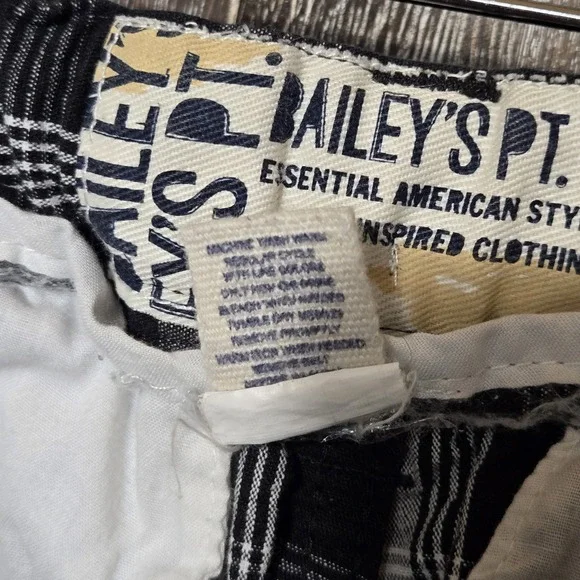 BAILEY'S PT.
BAILEY'S PT.
ESSENTIAL AMERICAN STY
INSPIRED CLOTHIN
MACHINE WASH WARM
REGULAR CYCLE
WITH LIKE COLORS
ONLY NON-CHLORINE
BLEACH WHEN NEEDED
TUMBLE DRY MEDIUM
REMOVE PROMPTLY
WARM IRON WHEN NEEDED